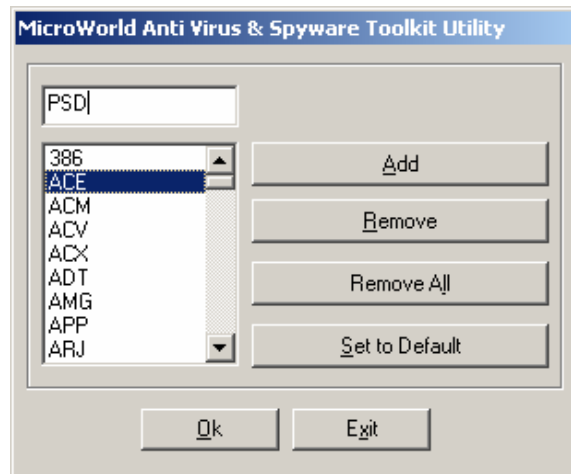 MicroWorld Anti Virus & Spyware Toolkit Utility
PSD
386
ACE
ACM
ACV
ACX
ADT
AMG
APP
ARJ
Add
Remove
Remove All
Set to Default
Ok
Exit